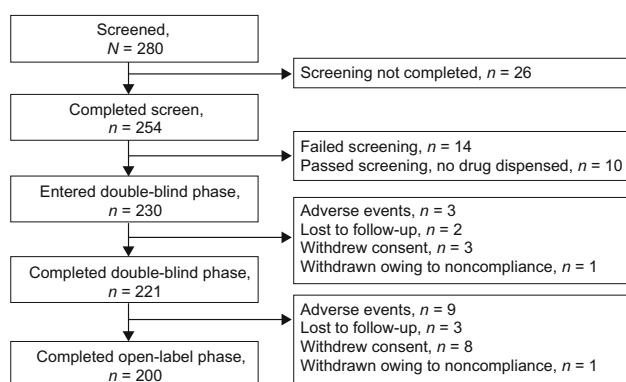 Screened,
N = 280
Screening not completed, n = 26
Completed screen,
n = 254
Failed screening, n = 14
Passed screening, no drug dispensed, n = 10
Entered double-blind phase,
n = 230
Adverse events, n = 3
Lost to follow-up, n = 2
Withdrew consent, n = 3
Withdrawn owing to noncompliance, n = 1
Completed double-blind phase,
n = 221
Adverse events, n = 9
Lost to follow-up, n = 3
Withdrew consent, n = 8
Withdrawn owing to noncompliance, n = 1
Completed open-label phase,
n = 200